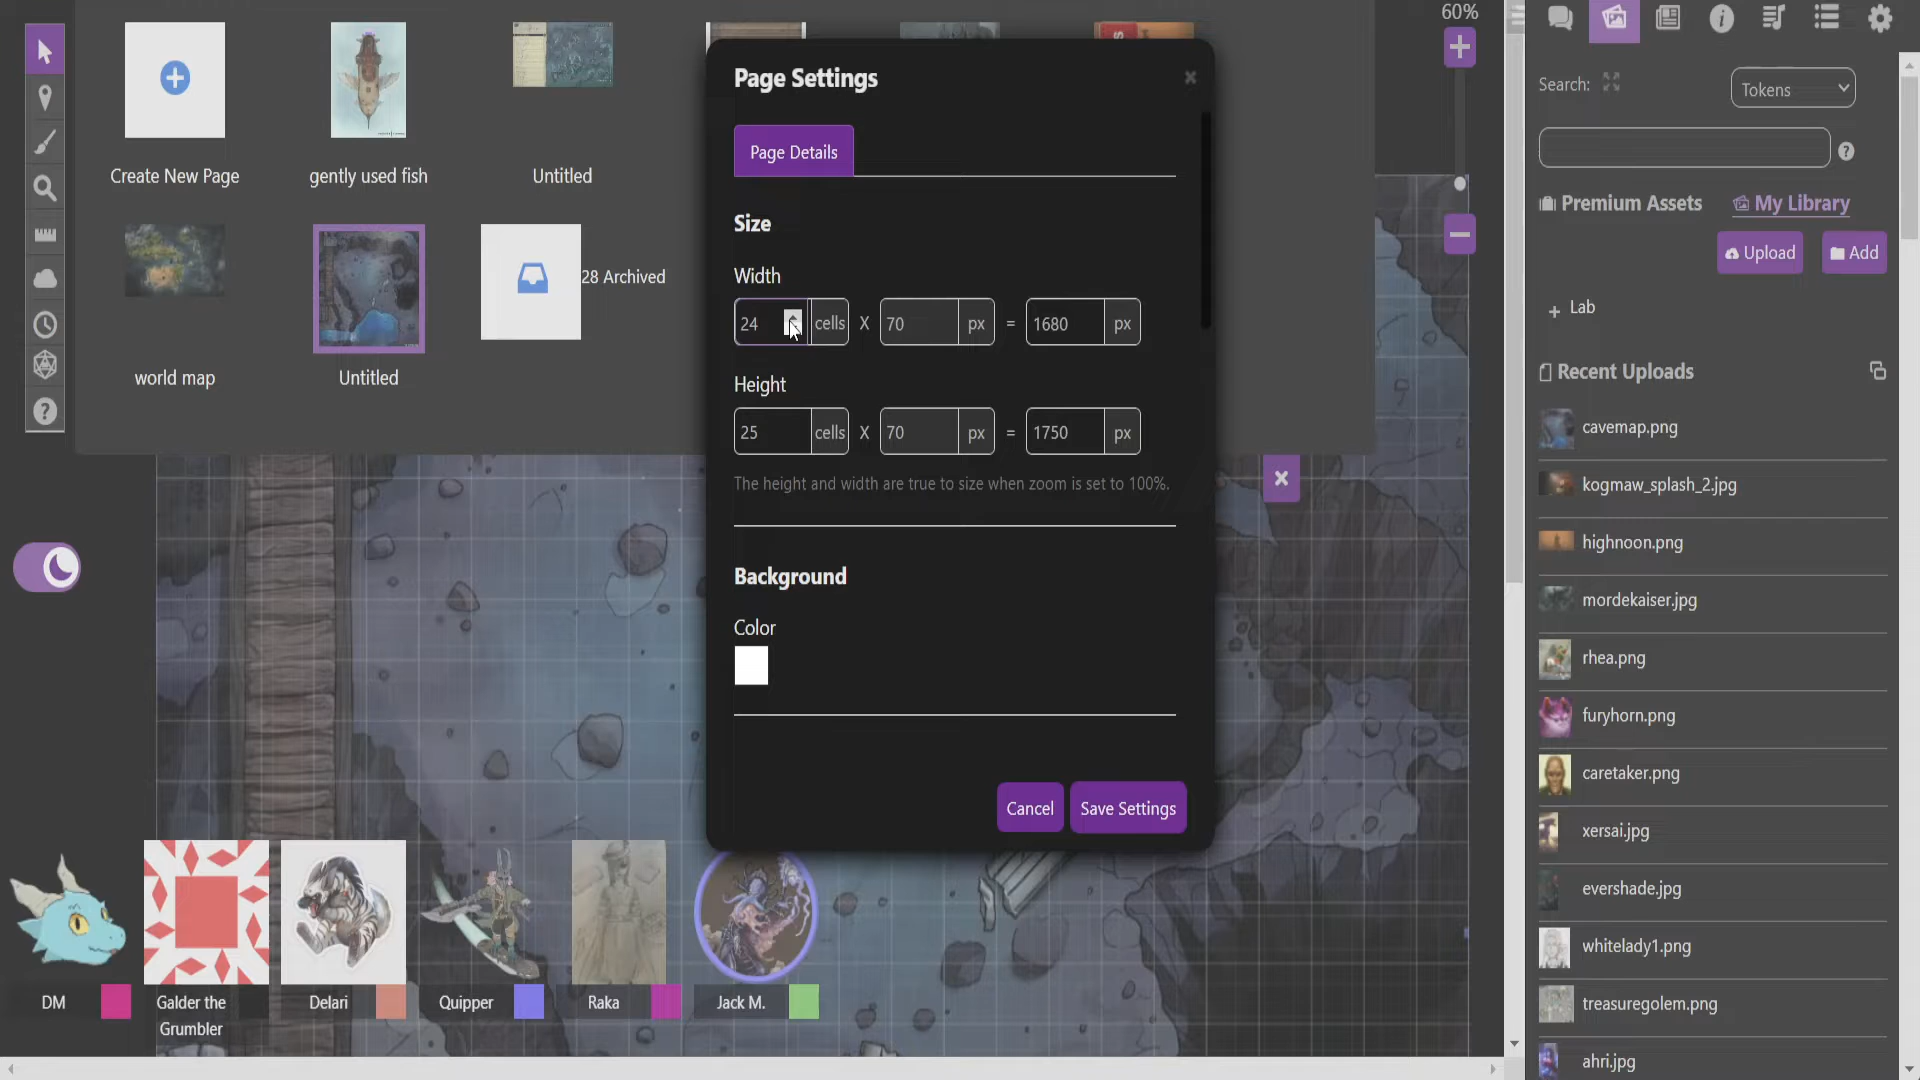 60%
Create New Page
gently used fish
Untitled
world map
Untitled
28 Archived
Page Settings
Page Details
Size
Width
24 cells X 70 px = 1680 px
Height
25 cells X 70 px = 1750 px
The height and width are true to size when zoom is set to 100%.
Background
Color
Cancel
Save Settings
DM
Galder the
Grumbler
Delari
Quipper
Raka
Jack M.
Search:
Tokens
Premium Assets
My Library
Upload
Add
+ Lab
Recent Uploads
cavemap.png
kogmaw_splash_2.jpg
highnoon.png
mordekaiser.jpg
rhea.png
furyhorn.png
caretaker.png
xersai.jpg
evershade.jpg
whitelady1.png
treasuregolem.png
ahri.jpg